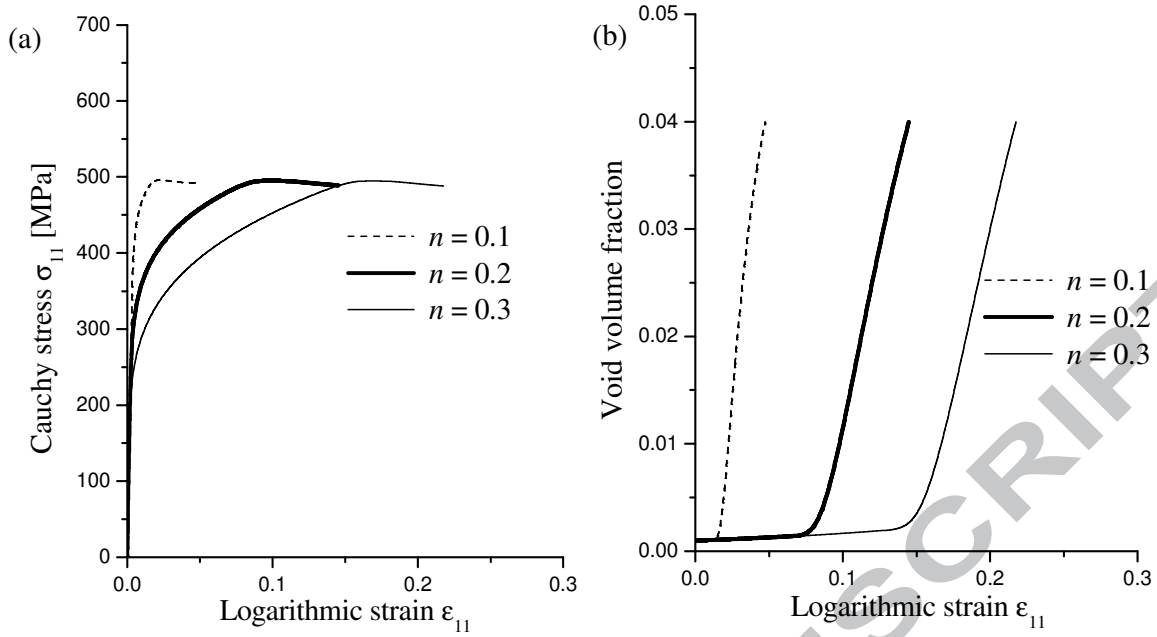 (a)
700
600
500
400
300
200
100
0
Cauchy stress σ11 [MPa]
n = 0.1
n = 0.2
n = 0.3
0.0 0.1 0.2 0.3
Logarithmic strain ε11
(b)
0.05
0.04
0.03
0.02
0.01
0.00
Void volume fraction
n = 0.1
n = 0.2
n = 0.3
0.0 0.1 0.2 0.3
Logarithmic strain ε11